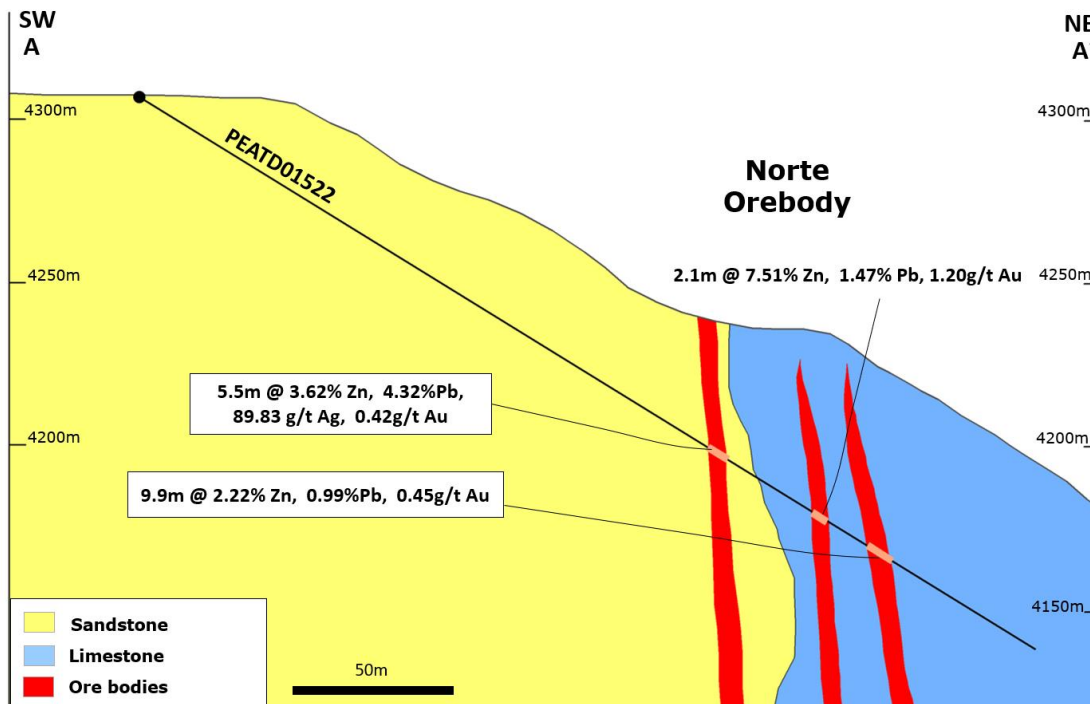 SW
A
NE
A'
4300m
4300m
PEATD01522
Norte
Orebody
2.1m @ 7.51% Zn, 1.47% Pb, 1.20g/t Au
4250m
4250m
5.5m @ 3.62% Zn, 4.32%Pb,
89.83 g/t Ag, 0.42g/t Au
4200m
4200m
9.9m @ 2.22% Zn, 0.99%Pb, 0.45g/t Au
4150m
Sandstone
Limestone
Ore bodies
50m